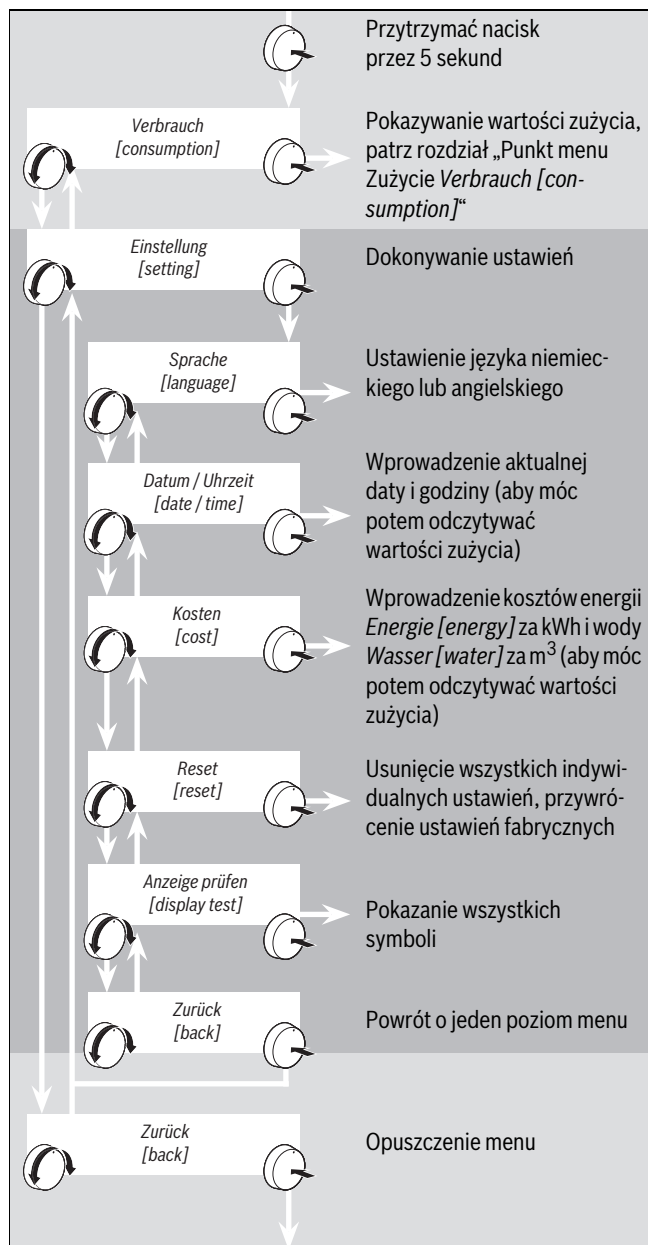 Przytrzymać nacisk
przez 5 sekund
Verbrauch
[consumption]
Pokazywanie wartości zużycia,
patrz rozdział „Punkt menu
Zużycie Verbrauch [con-
sumption]“
Einstellung
[setting]
Dokonywanie ustawień
Sprache
[language]
Ustawienie języka niemiec-
kiego lub angielskiego
Datum / Uhrzeit
[date / time]
Wprowadzenie aktualnej
daty i godziny (aby móc
potem odczytywać
wartości zużycia)
Kosten
[cost]
Wprowadzenie kosztów energii
Energie [energy] za kWh i wody
Wasser [water] za m³ (aby móc
potem odczytywać wartości
zużycia)
Reset
[reset]
Usunięcie wszystkich indywi-
dualnych ustawień, przywró-
cenie ustawień fabrycznych
Anzeige prüfen
[display test]
Pokazanie wszystkich
symboli
Zurück
[back]
Powrót o jeden poziom menu
Zurück
[back]
Opuszczenie menu